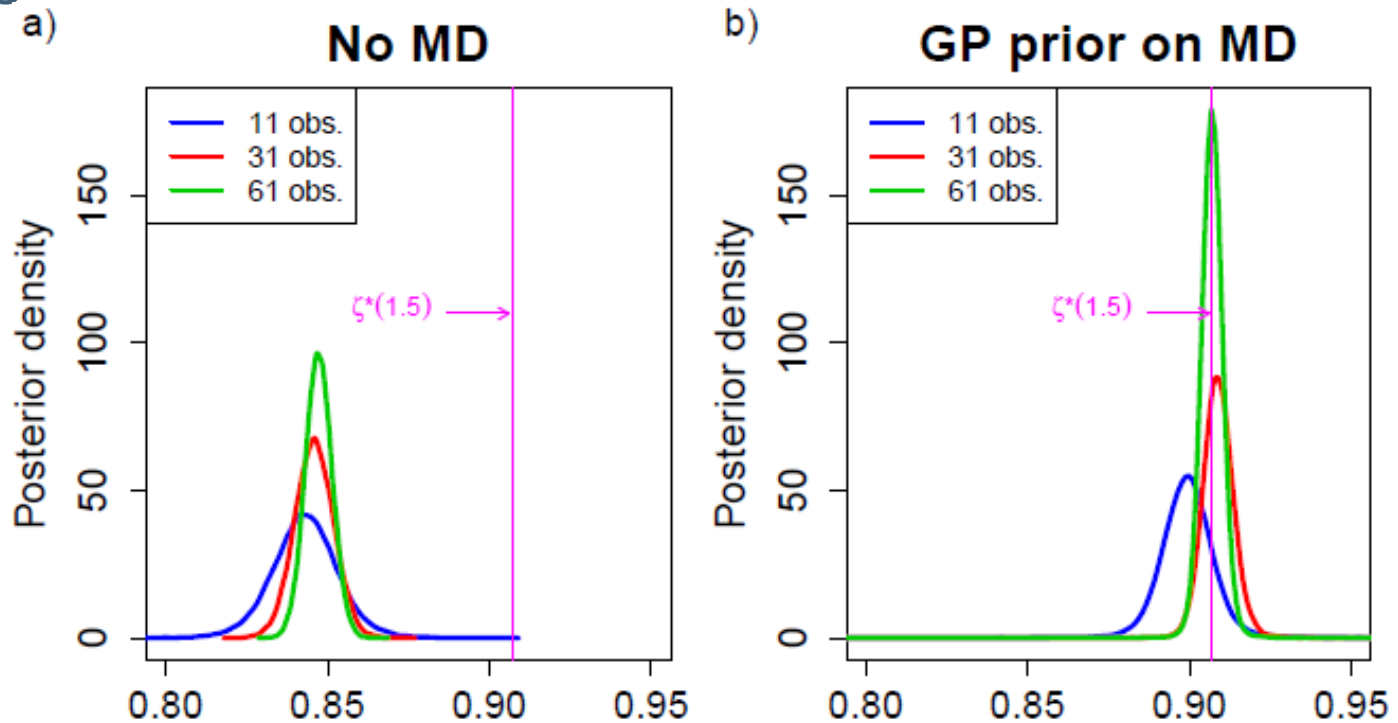 a)
No MD
11 obs.
31 obs.
61 obs.
ζ*(1.5)
Posterior density
0
50
100
150
0.80 0.85 0.90 0.95
b)
GP prior on MD
11 obs.
31 obs.
61 obs.
ζ*(1.5)
Posterior density
0
50
100
150
0.80 0.85 0.90 0.95